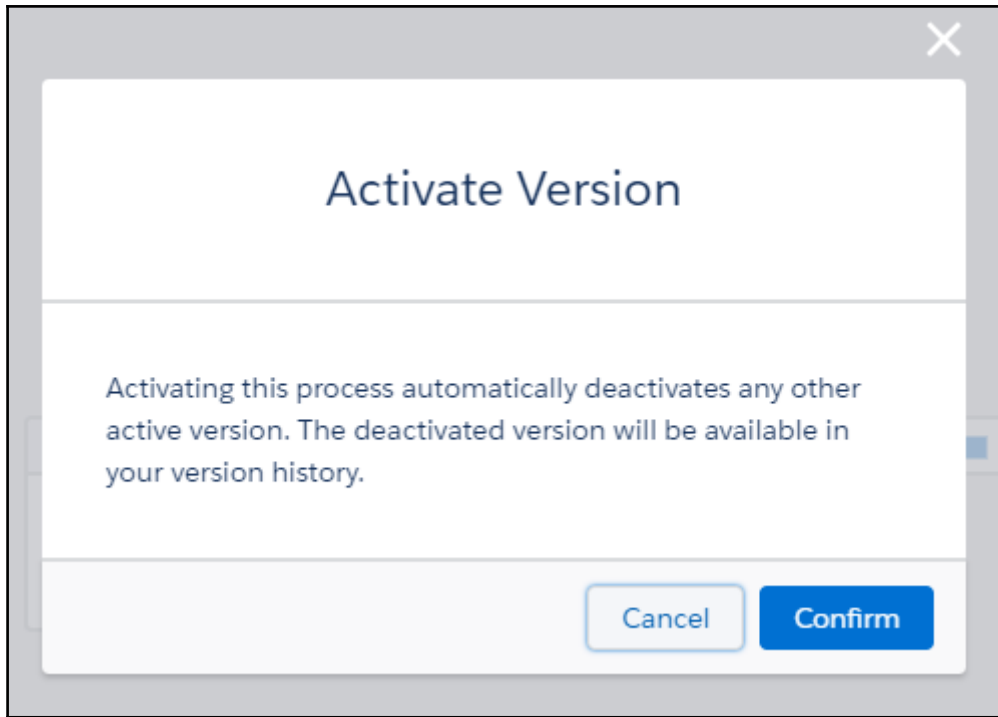 Activate Version
Activating this process automatically deactivates any other
active version. The deactivated version will be available in
your version history.
Cancel
Confirm